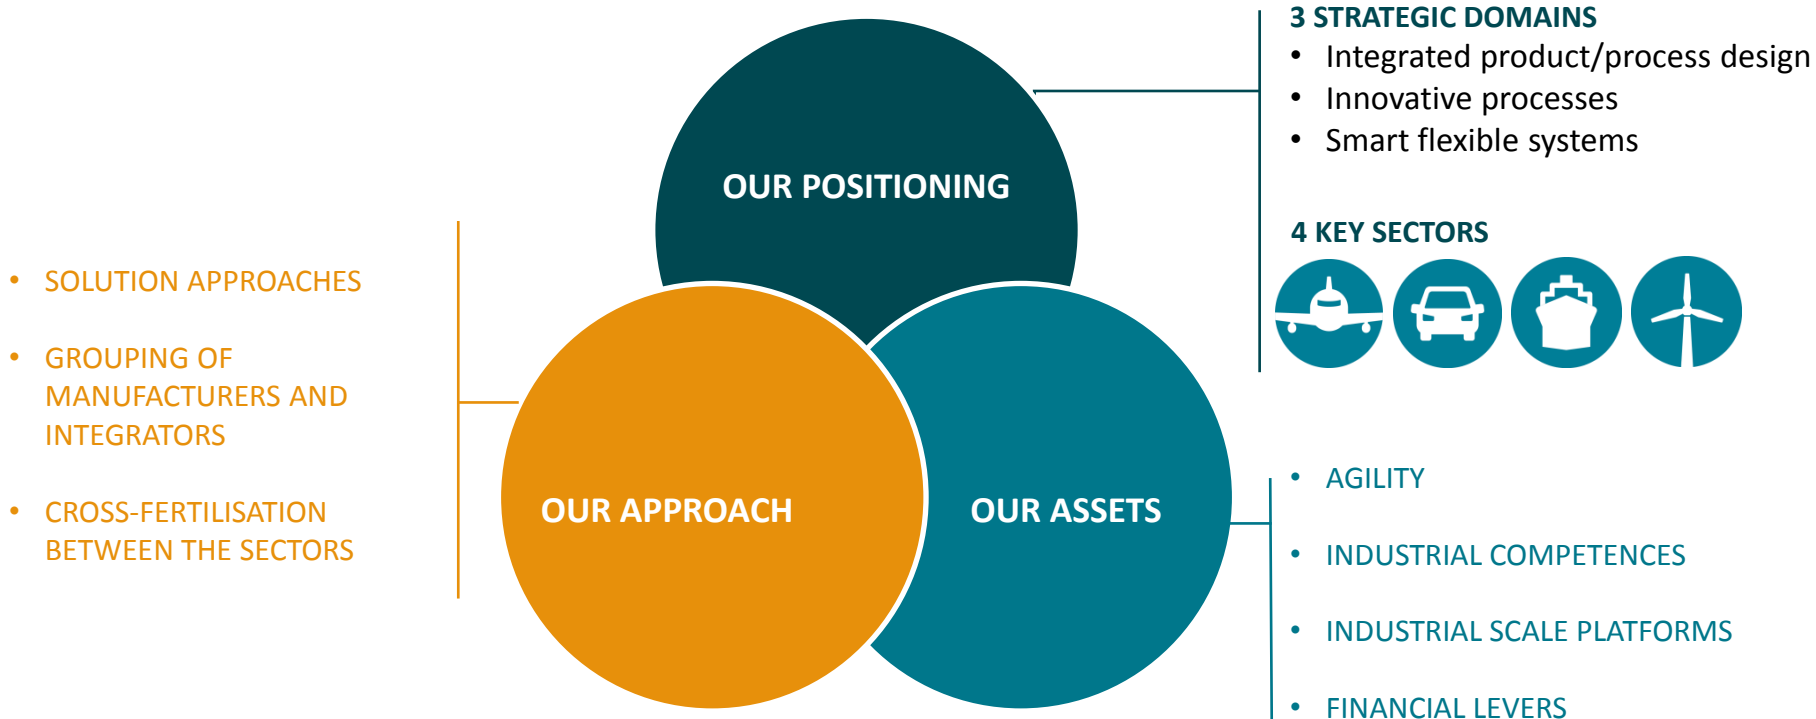 3 STRATEGIC DOMAINS
• Integrated product/process design
• Innovative processes
• Smart flexible systems
OUR POSITIONING
4 KEY SECTORS
• SOLUTION APPROACHES
• GROUPING OF
MANUFACTURERS AND
INTEGRATORS
• CROSS-FERTILISATION
BETWEEN THE SECTORS
OUR APPROACH
OUR ASSETS
• AGILITY
• INDUSTRIAL COMPETENCES
• INDUSTRIAL SCALE PLATFORMS
• FINANCIAL LEVERS